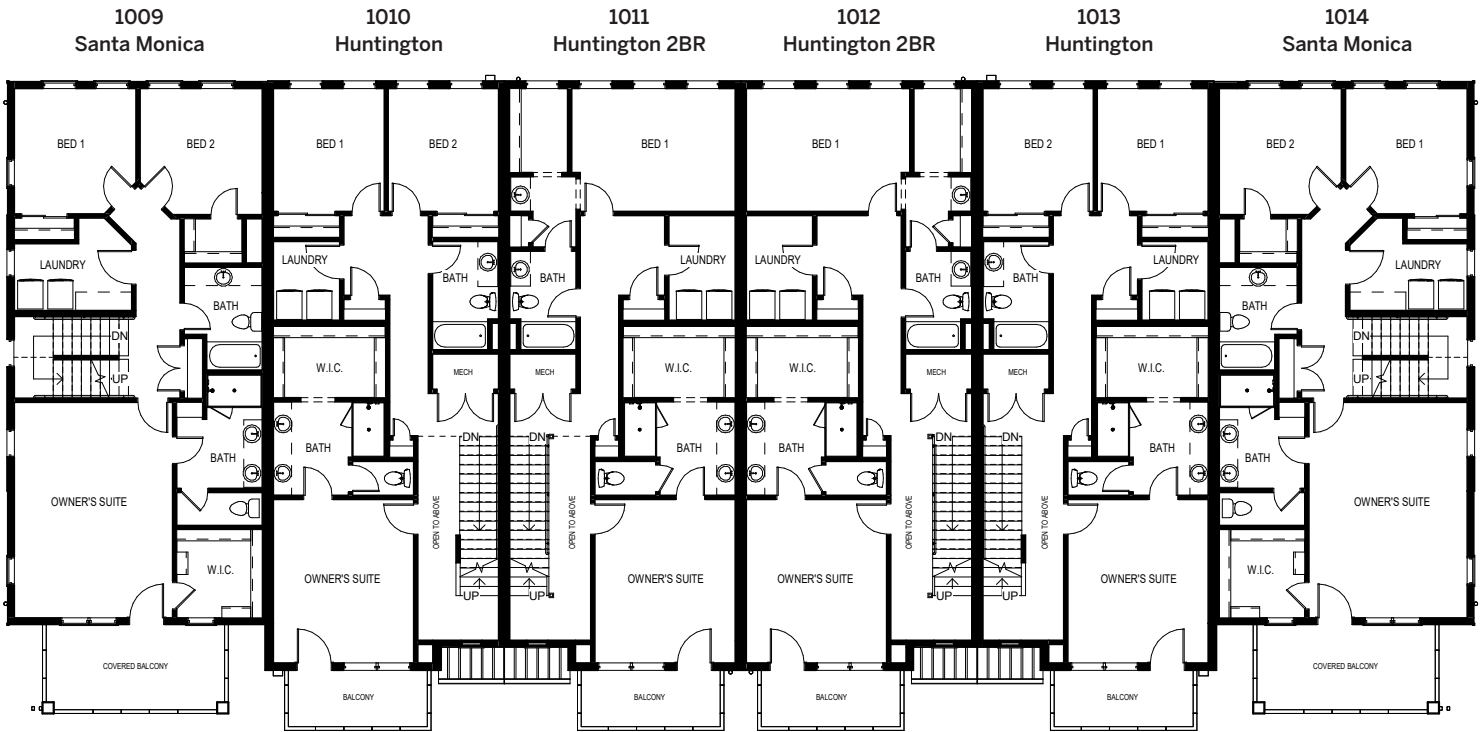 1009
Santa Monica
1010
Huntington
1011
Huntington 2BR
1012
Huntington 2BR
1013
Huntington
1014
Santa Monica
BED 1
BED 2
LAUNDRY
BATH
DN
UP
BATH
OWNER'S SUITE
W.I.C.
COVERED BALCONY
BED 1
BED 2
LAUNDRY
BATH
W.I.C.
MECH
BATH
DN
OPEN TO ABOVE
OWNER'S SUITE
UP
BALCONY
BED 1
LAUNDRY
BATH
MECH
W.I.C.
DN
BATH
OPEN TO ABOVE
OWNER'S SUITE
UP
BALCONY
BED 1
LAUNDRY
BATH
W.I.C.
MECH
BATH
DN
OPEN TO ABOVE
OWNER'S SUITE
UP
BALCONY
BED 2
BED 1
BATH
LAUNDRY
MECH
W.I.C.
DN
BATH
OPEN TO ABOVE
OWNER'S SUITE
UP
BALCONY
BED 2
BED 1
LAUNDRY
BATH
DN
UP
BATH
OWNER'S SUITE
W.I.C.
COVERED BALCONY